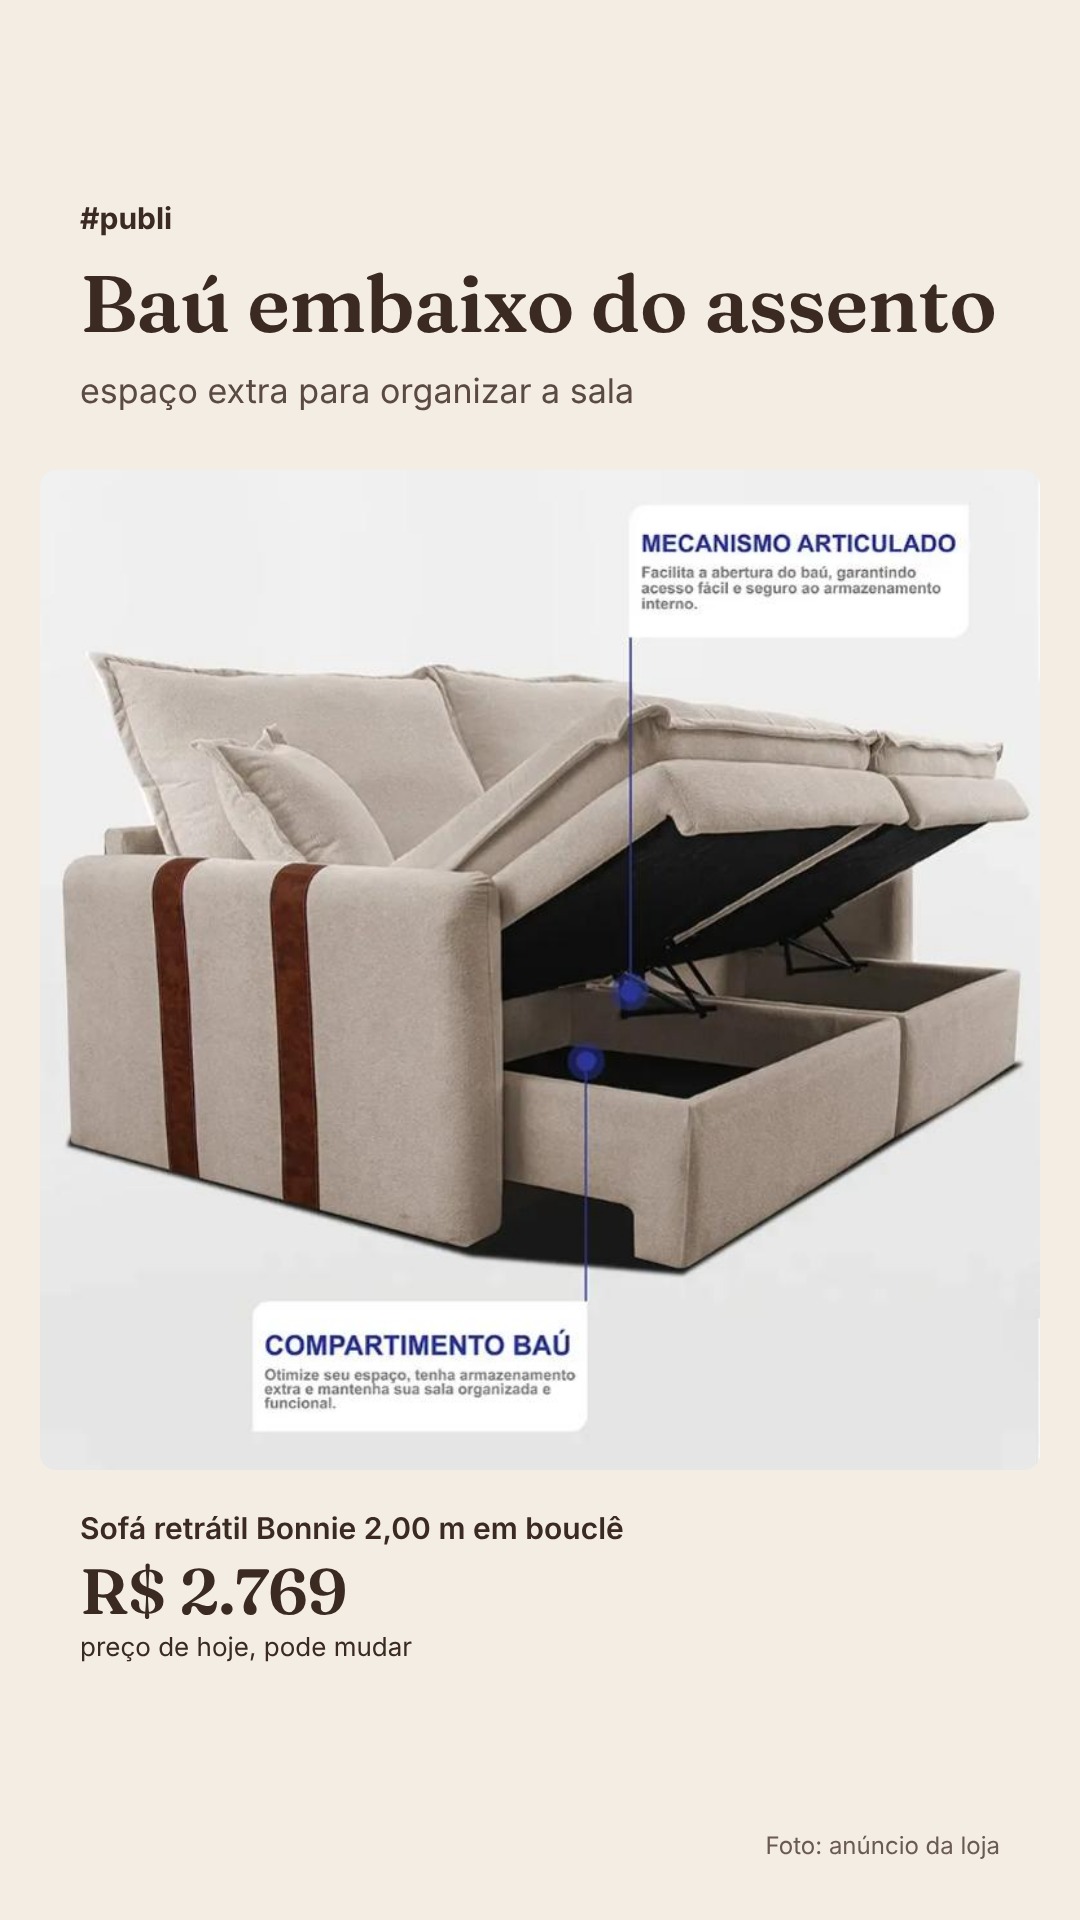 #publi
Baú embaixo do assento
espaço extra para organizar a sala
MECANISMO ARTICULADO
Facilita a abertura do baú, garantindo
acesso fácil e seguro ao armazenamento
interno.
COMPARTIMENTO BAÚ
Otimize seu espaço, tenha armazenamento
extra e mantenha sua sala organizada e
funcional.
Sofá retrátil Bonnie 2,00 m em bouclê
R$ 2.769
preço de hoje, pode mudar
Foto: anúncio da loja